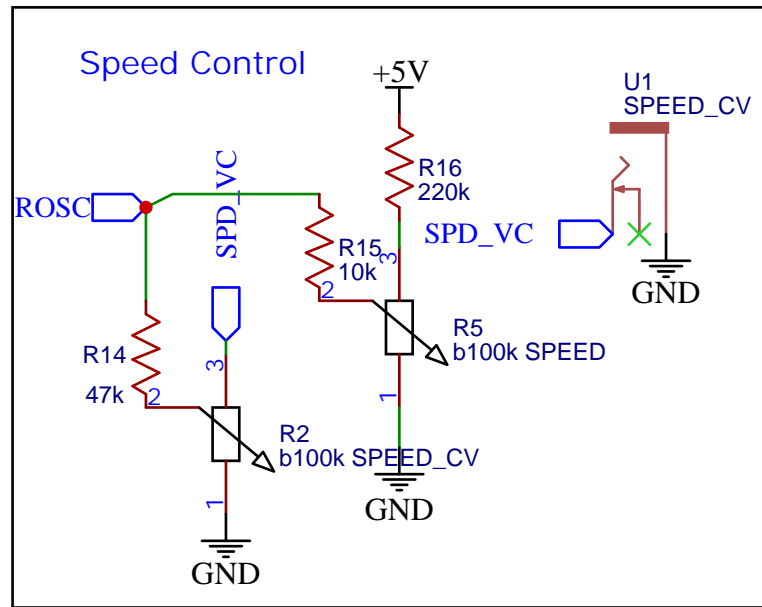 Speed Control
+5V
U1
SPEED_CV
R16
220k
ROSC
SPD_VC
SPD_VC
R15
10k
3
2
GND
R5
b100k SPEED
R14
47k
3
2
1
R2
b100k SPEED_CV
GND
1
GND